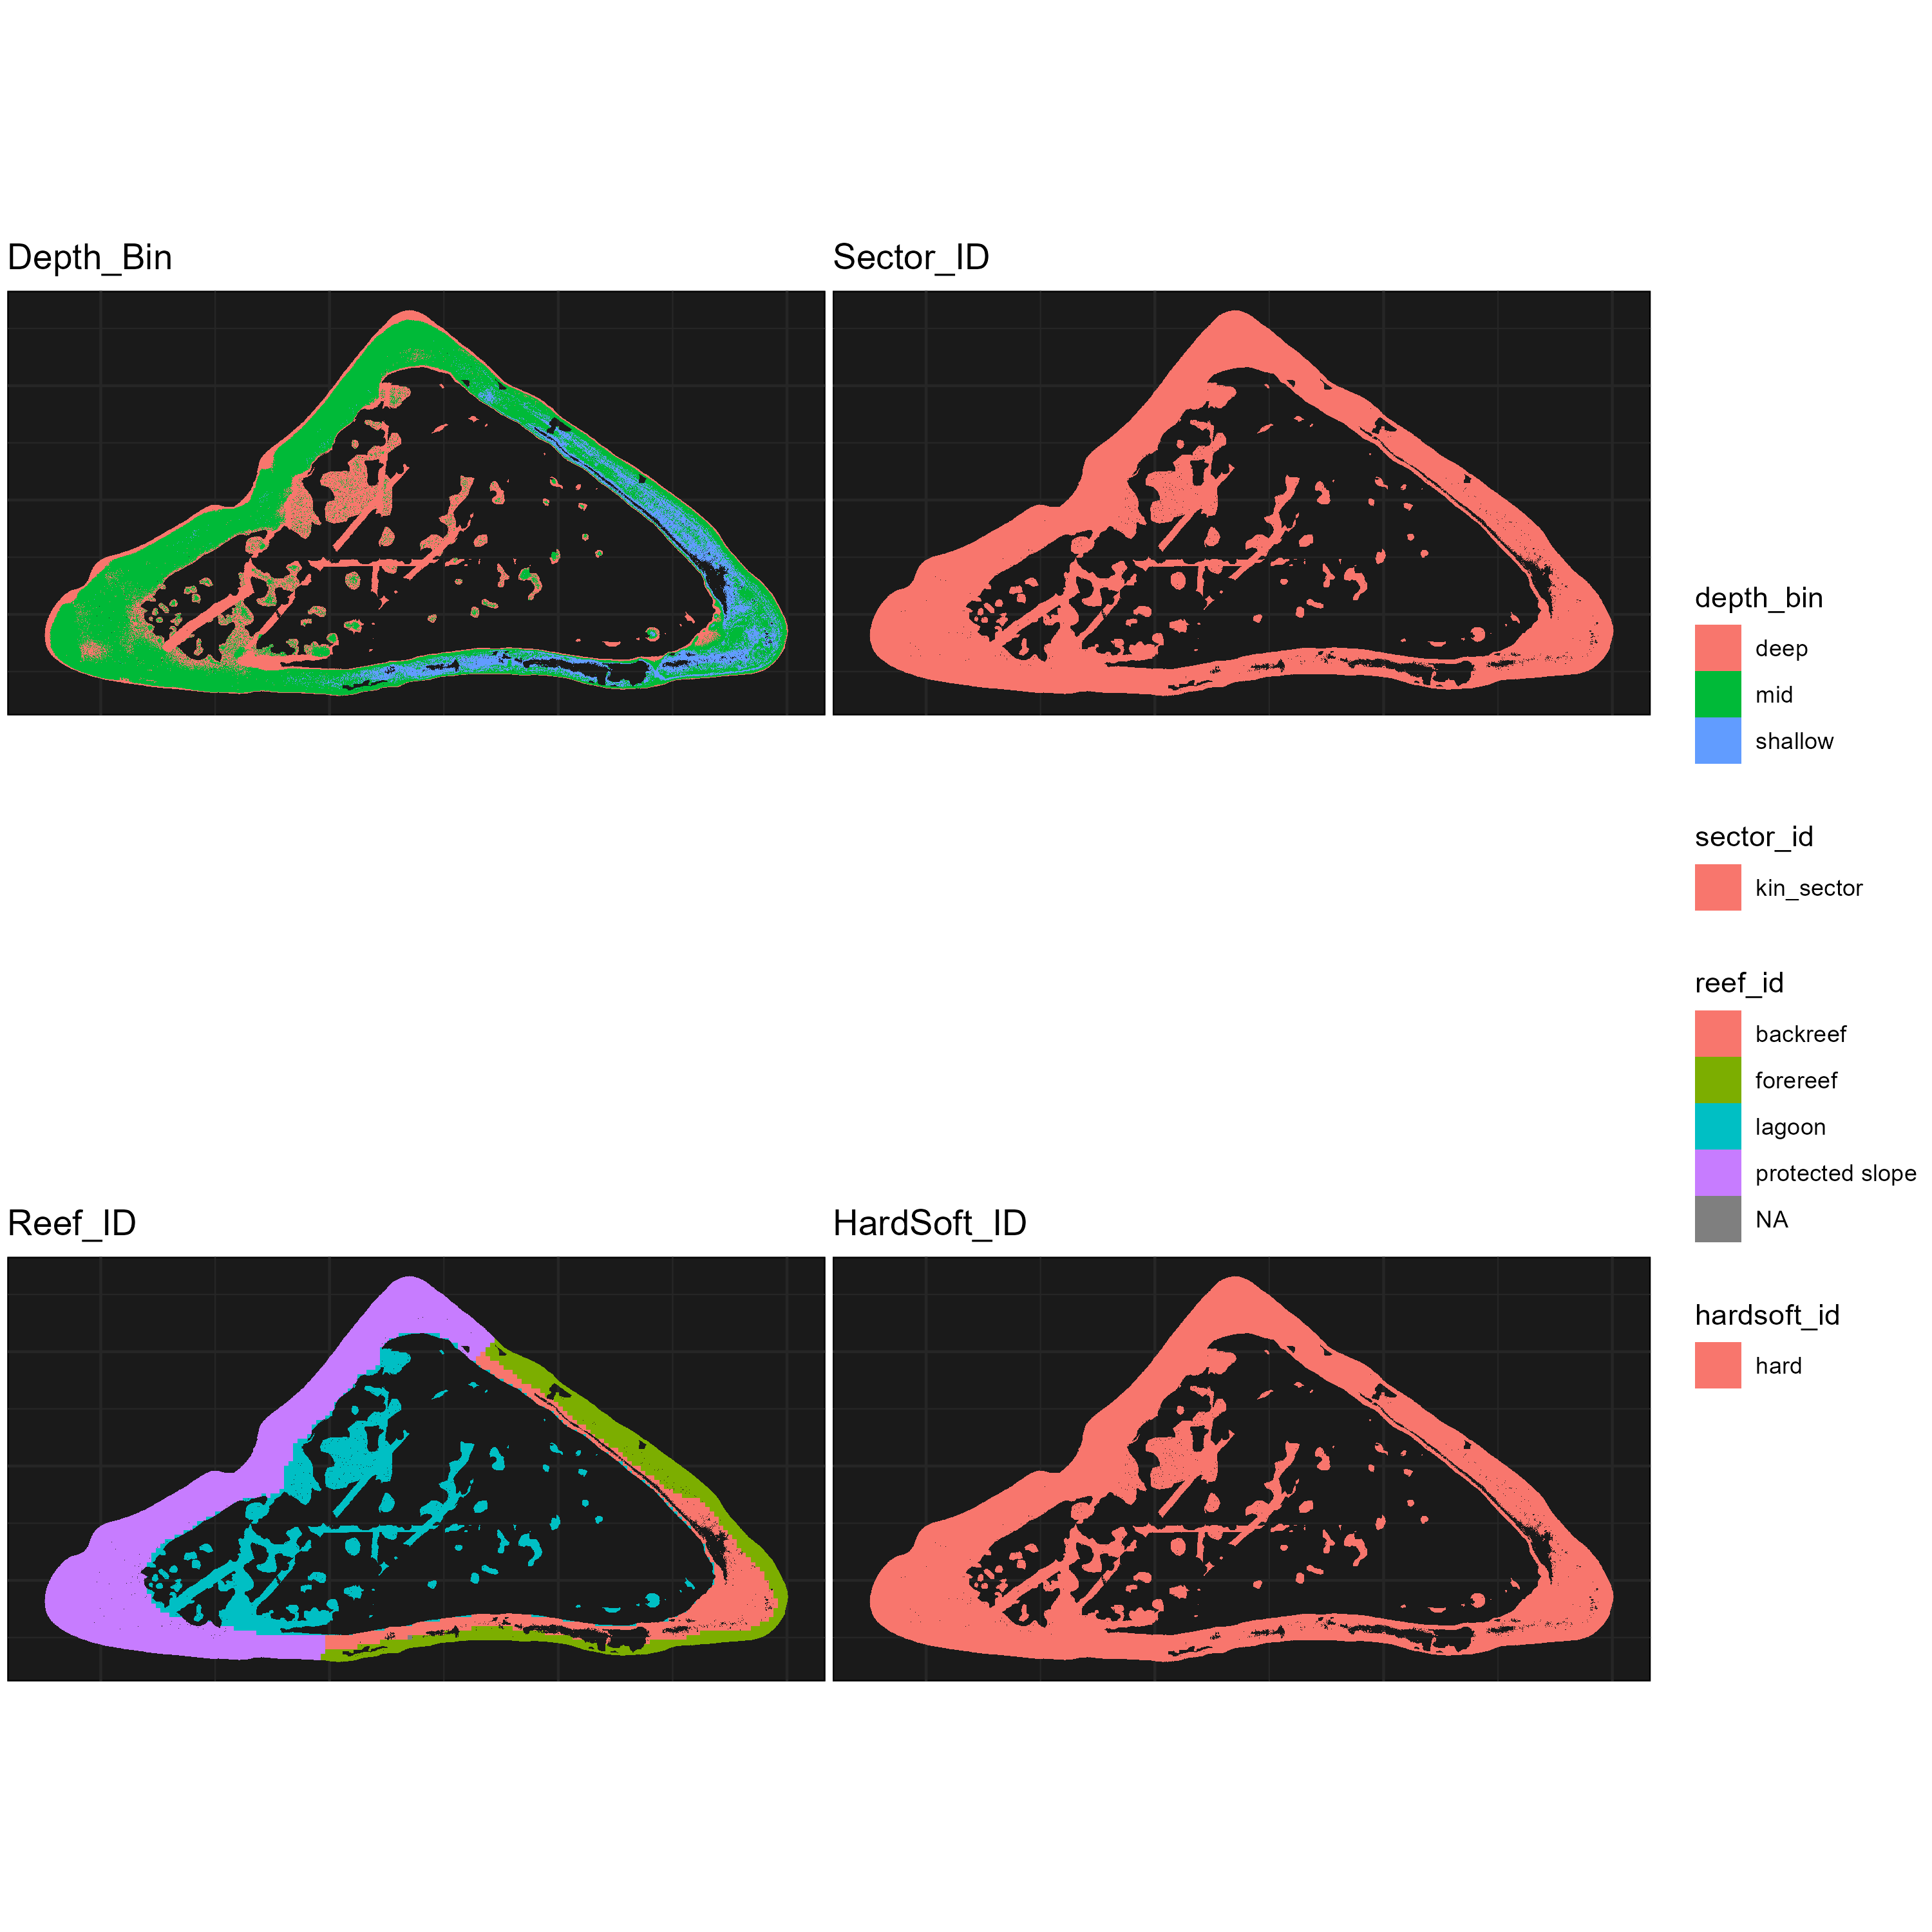 Depth_Bin
Sector_ID
Reef_ID
HardSoft_ID
depth_bin
deep
mid
shallow
sector_id
kin_sector
reef_id
backreef
forereef
lagoon
protected slope
NA
hardsoft_id
hard